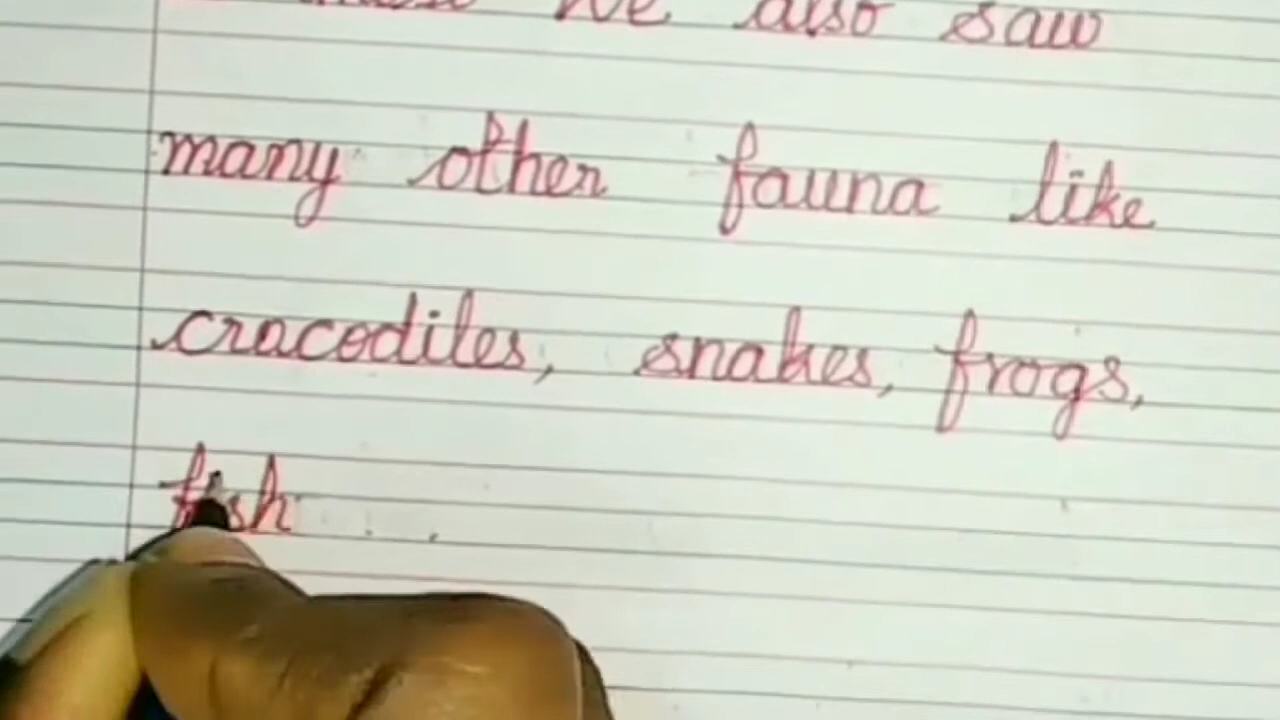 we also saw
many other fauna like
cracodiles, snakes, frogs,
fish